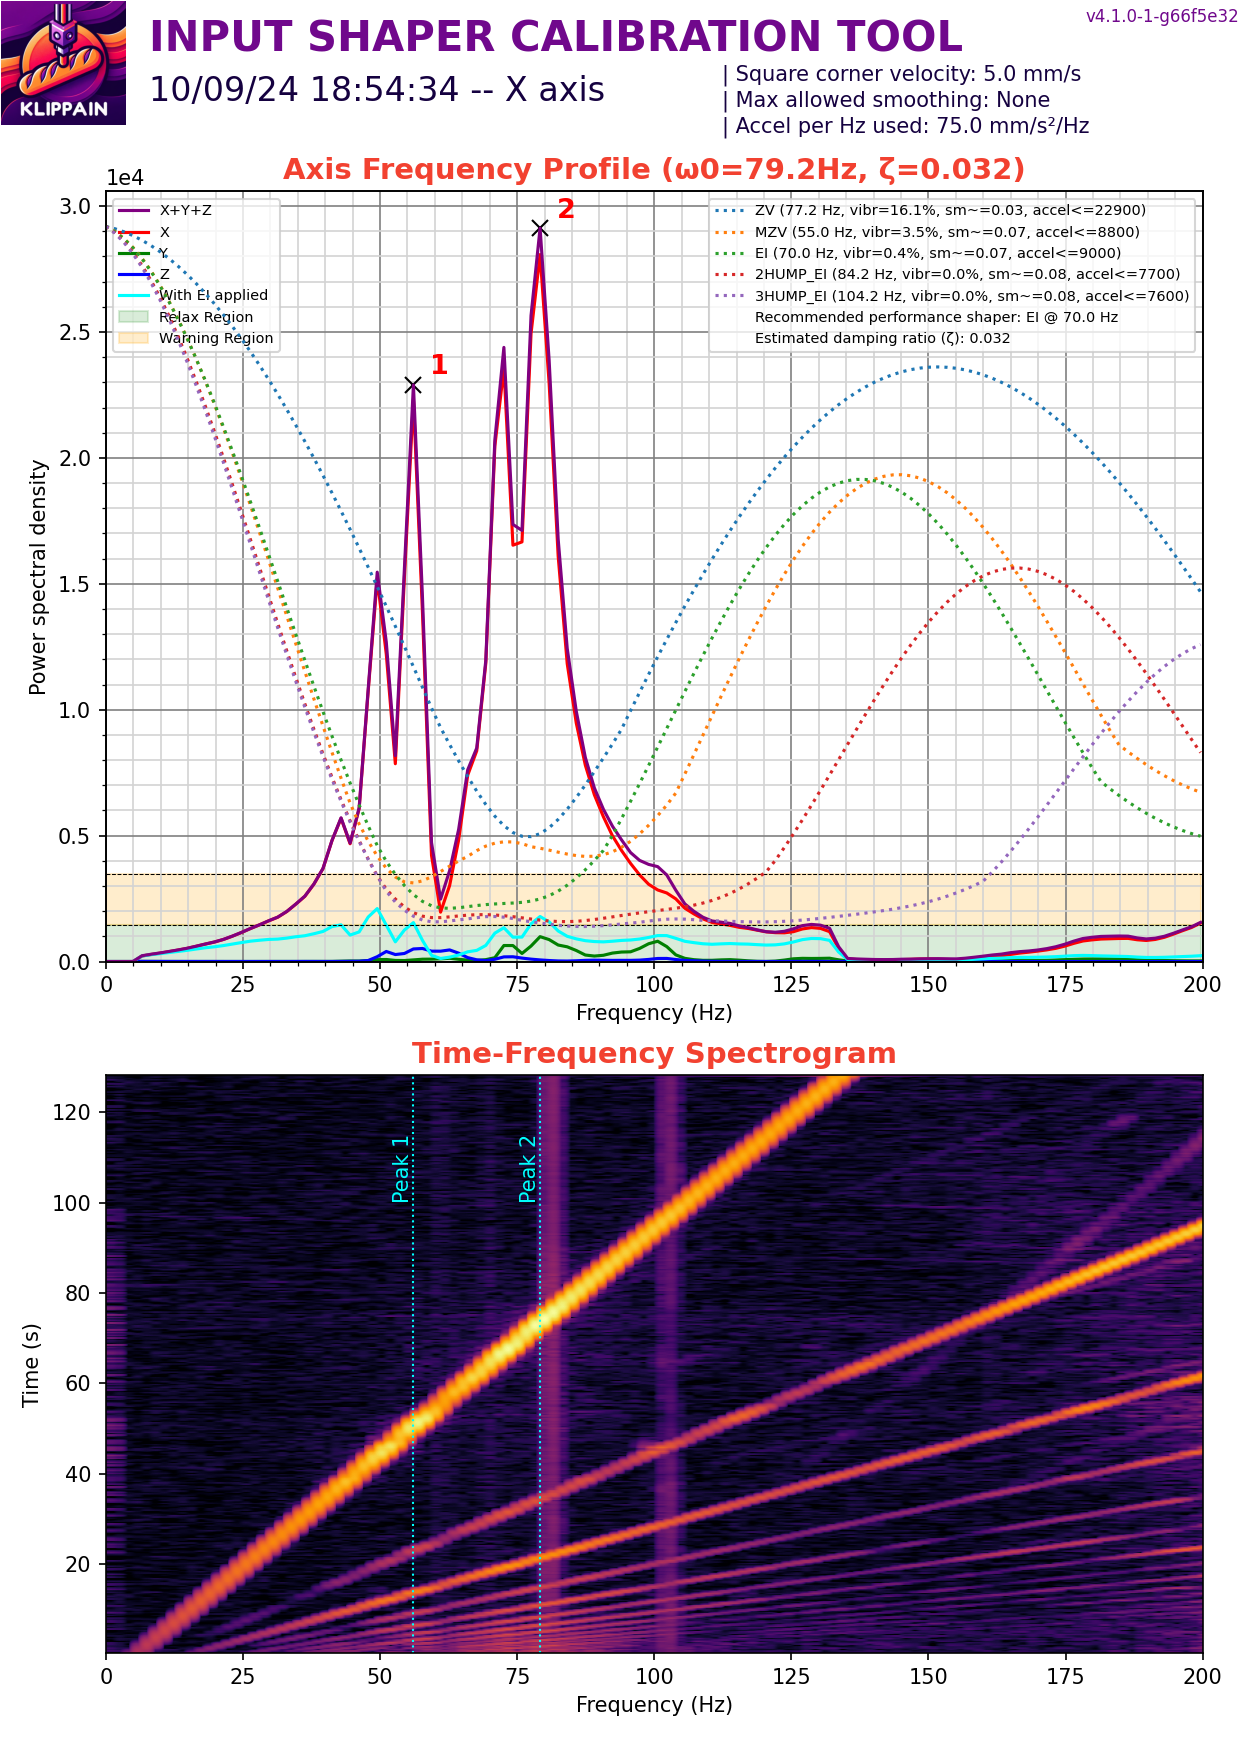 v4.1.0-1-g66f5e32
INPUT SHAPER CALIBRATION TOOL
KLIPPAIN
10/09/24 18:54:34 -- X axis
| Square corner velocity: 5.0 mm/s
| Max allowed smoothing: None
| Accel per Hz used: 75.0 mm/s²/Hz
Axis Frequency Profile (ω0=79.2Hz, ζ=0.032)
1e4
X+Y+Z
X
Y
Z
With EI applied
Relax Region
Warning Region
ZV (77.2 Hz, vibr=16.1%, sm~=0.03, accel<=22900)
MZV (55.0 Hz, vibr=3.5%, sm~=0.07, accel<=8800)
EI (70.0 Hz, vibr=0.4%, sm~=0.07, accel<=9000)
2HUMP_EI (84.2 Hz, vibr=0.0%, sm~=0.08, accel<=7700)
3HUMP_EI (104.2 Hz, vibr=0.0%, sm~=0.08, accel<=7600)
Recommended performance shaper: EI @ 70.0 Hz
Estimated damping ratio (ζ): 0.032
1
2
Power spectral density
3.0
2.5
2.0
1.5
1.0
0.5
0.0
0 25 50 75 100 125 150 175 200
Frequency (Hz)
Time-Frequency Spectrogram
Peak 1
Peak 2
Time (s)
120
100
80
60
40
20
0 25 50 75 100 125 150 175 200
Frequency (Hz)